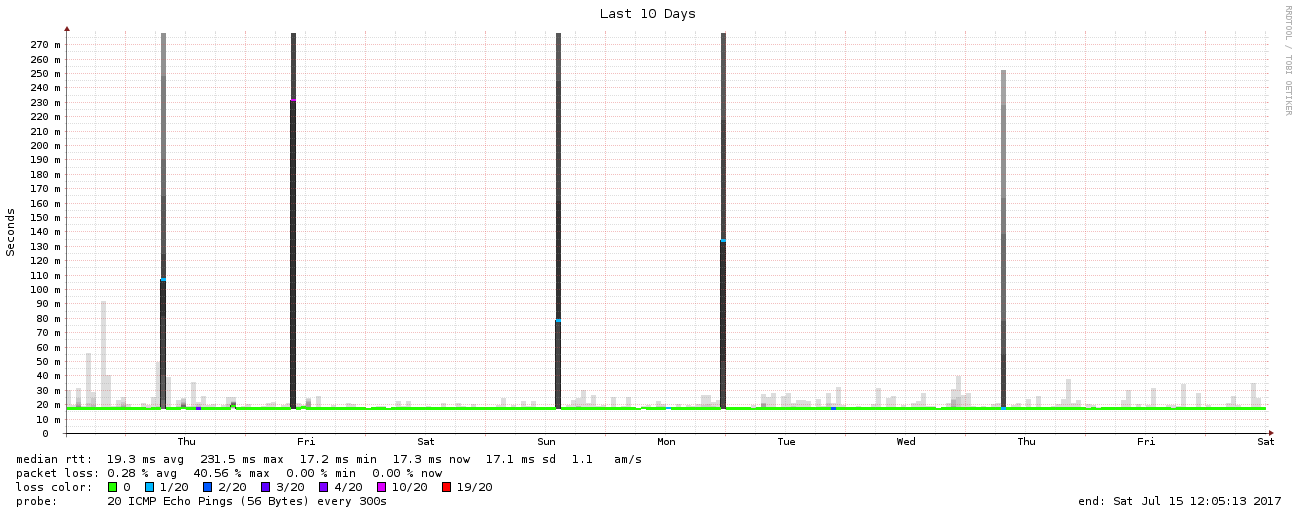 Last 10 Days
RRDTOOL / TOBI OETIKER
Seconds
270 m
260 m
250 m
240 m
230 m
220 m
210 m
200 m
190 m
180 m
170 m
160 m
150 m
140 m
130 m
120 m
110 m
100 m
90 m
80 m
70 m
60 m
50 m
40 m
30 m
20 m
10 m
0
Thu Fri Sat Sun Mon Tue Wed Thu Fri Sat
median rtt: 19.3 ms avg 231.5 ms max 17.2 ms min 17.3 ms now 17.1 ms sd 1.1 am/s
packet loss: 0.28 % avg 40.56 % max 0.00 % min 0.00 % now
loss color: 0 1/20 2/20 3/20 4/20 10/20 19/20
probe: 20 ICMP Echo Pings (56 Bytes) every 300s end: Sat Jul 15 12:05:13 2017